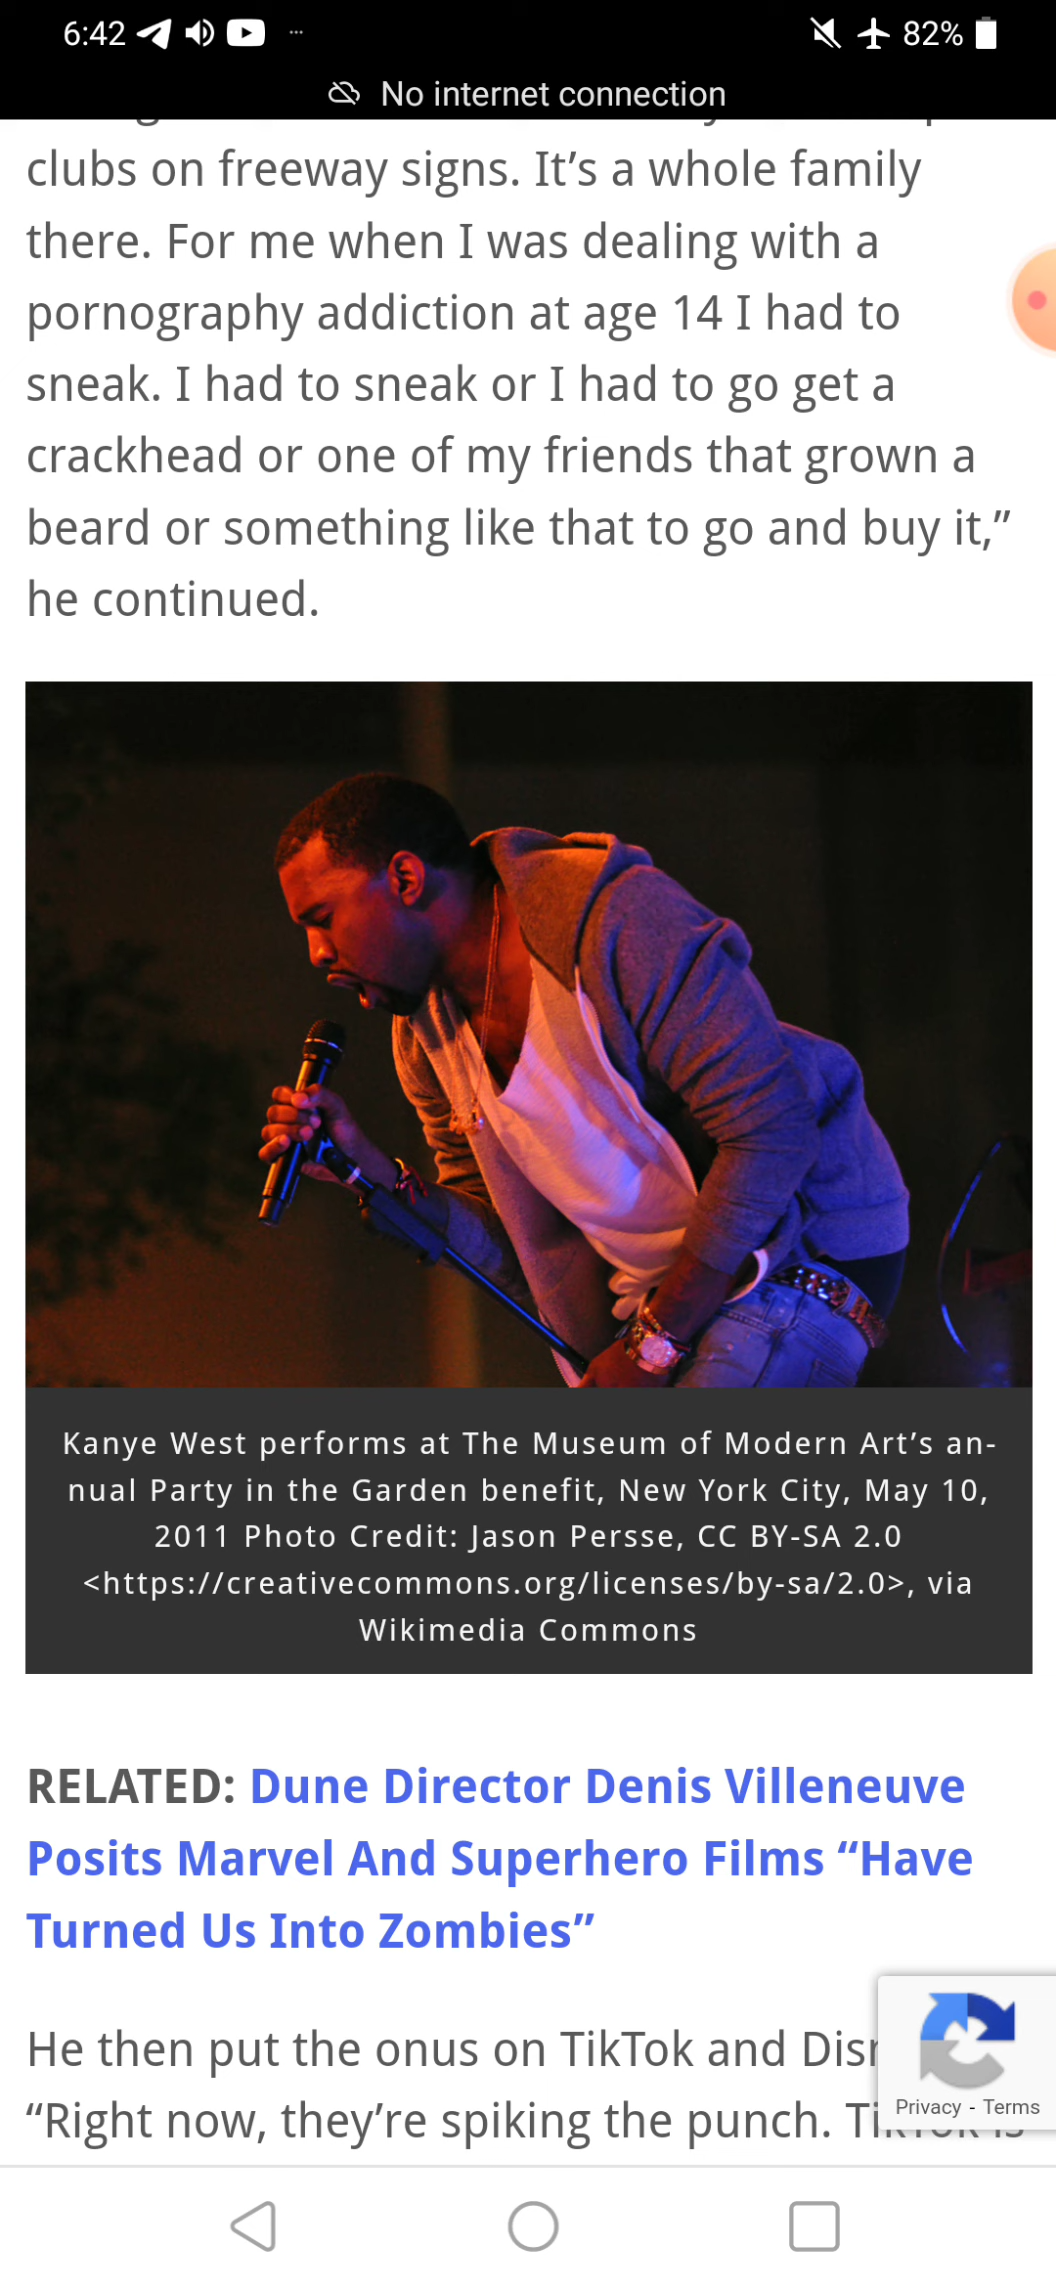 6:42
82%
No internet connection
clubs on freeway signs. It’s a whole family
there. For me when I was dealing with a
pornography addiction at age 14 I had to
sneak. I had to sneak or I had to go get a
crackhead or one of my friends that grown a
beard or something like that to go and buy it,”
he continued.
Kanye West performs at The Museum of Modern Art’s an-
nual Party in the Garden benefit, New York City, May 10,
2011 Photo Credit: Jason Persse, CC BY-SA 2.0
<https://creativecommons.org/licenses/by-sa/2.0>, via
Wikimedia Commons
RELATED: Dune Director Denis Villeneuve
Posits Marvel And Superhero Films “Have
Turned Us Into Zombies”
He then put the onus on TikTok and
“Right now, they’re spiking the punch.
Privacy - Terms